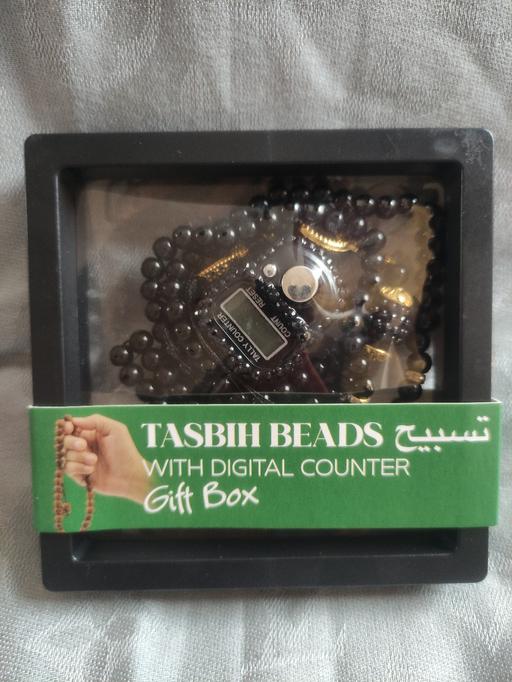 COUNT
RESET
TALLY COUNTER
TASBIH BEADS تسبيح
WITH DIGITAL COUNTER
Gift Box